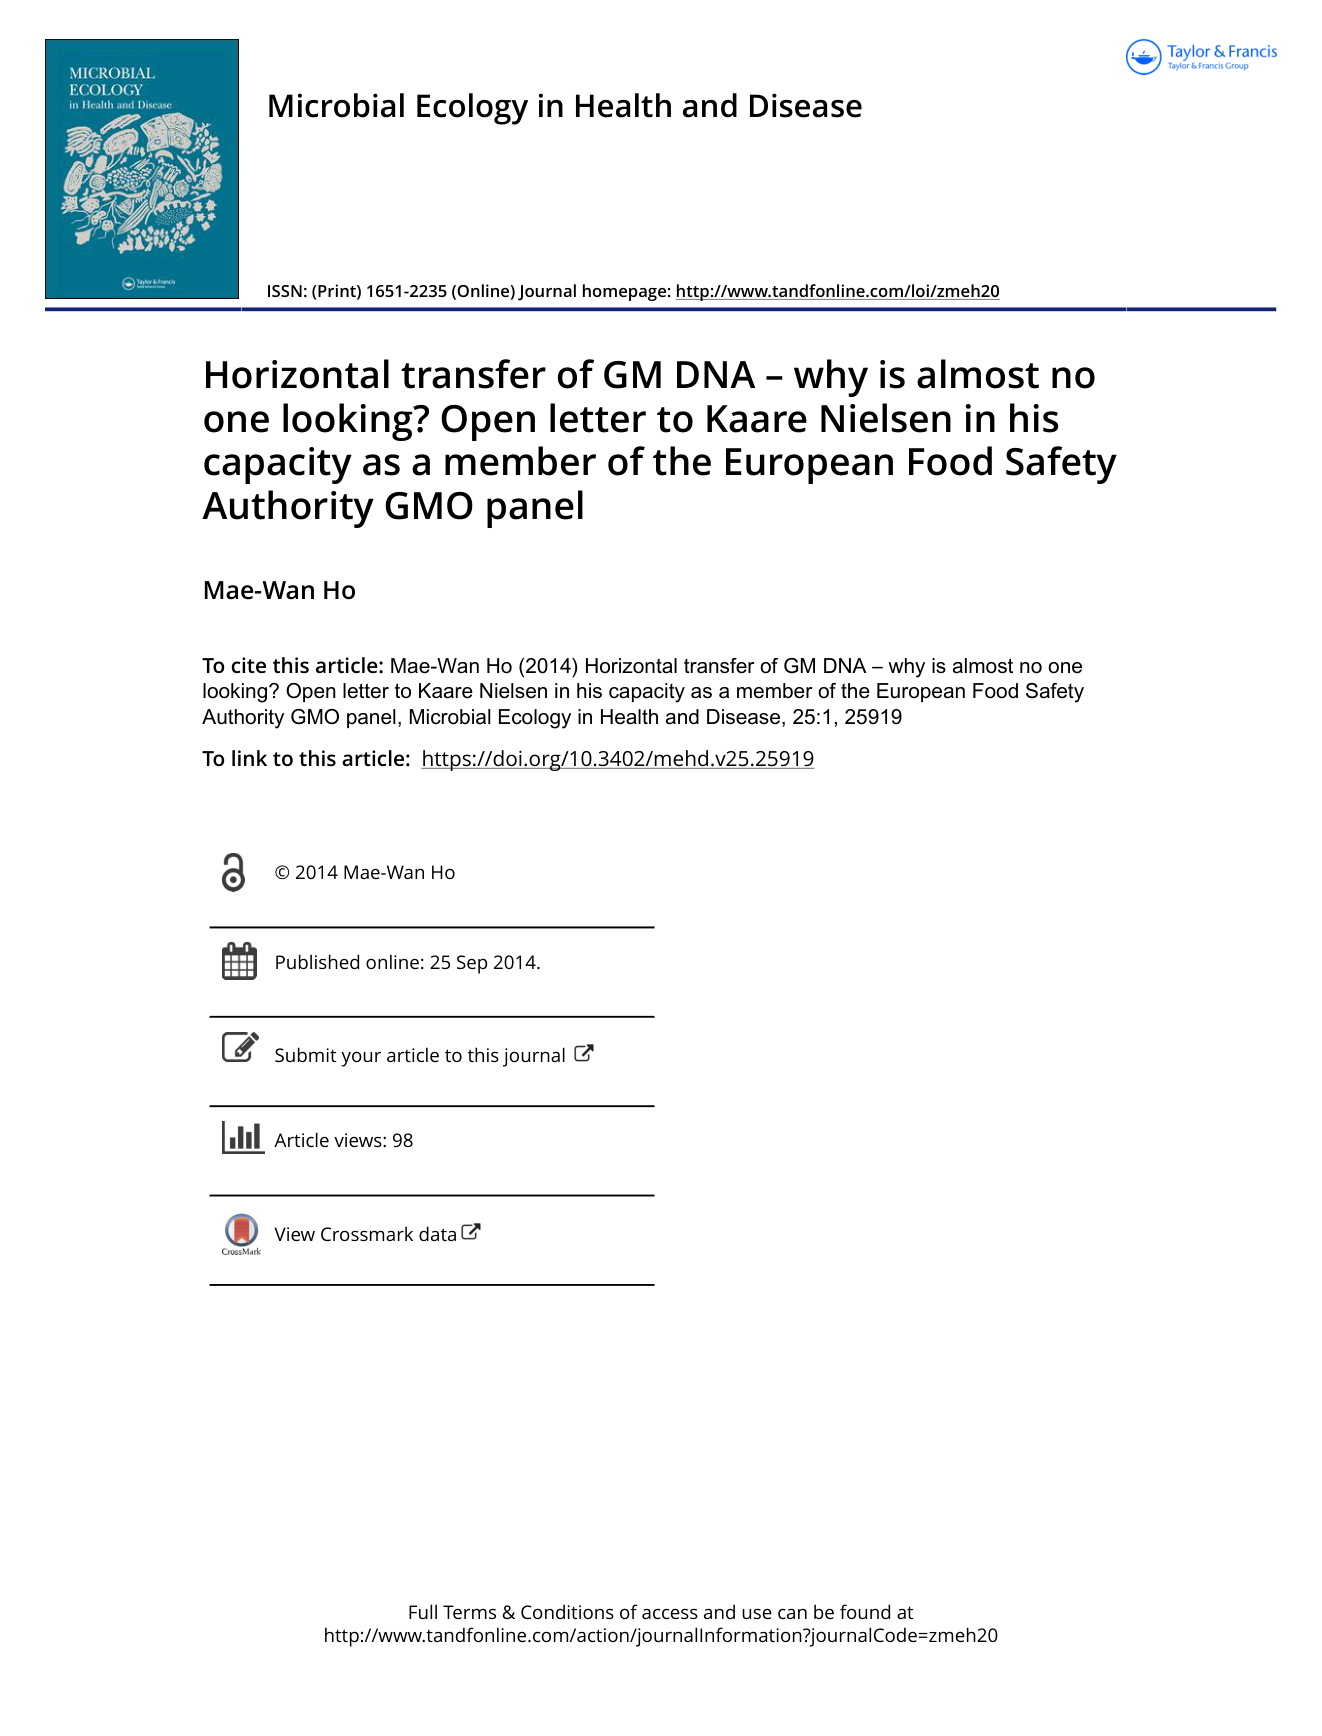 MICROBIAL
ECOLOGY
in Health and Disease
Taylor & Francis
Taylor & Francis Group
Taylor & Francis
Taylor & Francis Group
Microbial Ecology in Health and Disease
ISSN: (Print) 1651-2235 (Online) Journal homepage: http://www.tandfonline.com/loi/zmeh20
Horizontal transfer of GM DNA – why is almost no
one looking? Open letter to Kaare Nielsen in his
capacity as a member of the European Food Safety
Authority GMO panel
Mae-Wan Ho
To cite this article: Mae-Wan Ho (2014) Horizontal transfer of GM DNA – why is almost no one
looking? Open letter to Kaare Nielsen in his capacity as a member of the European Food Safety
Authority GMO panel, Microbial Ecology in Health and Disease, 25:1, 25919
To link to this article: https://doi.org/10.3402/mehd.v25.25919
© 2014 Mae-Wan Ho
Published online: 25 Sep 2014.
Submit your article to this journal
Article views: 98
View Crossmark data
CrossMark
Full Terms & Conditions of access and use can be found at
http://www.tandfonline.com/action/journalInformation?journalCode=zmeh20